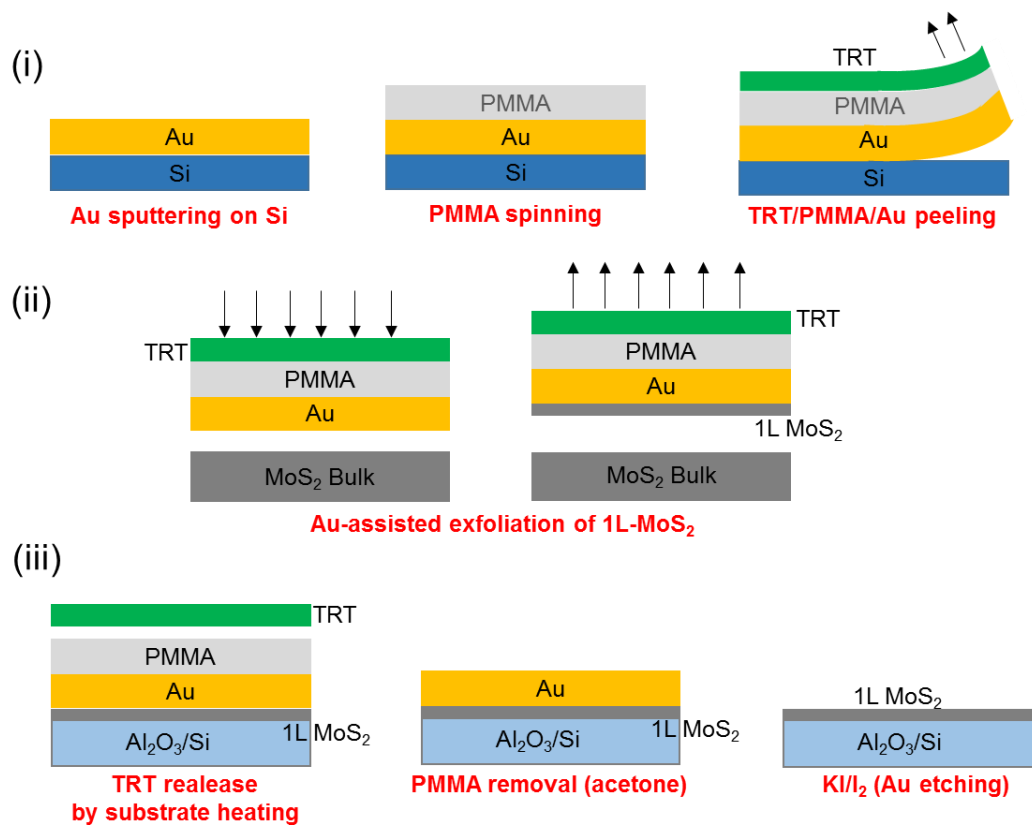 (i)
TRT
PMMA
PMMA
Au
Au
Au
Si
Si
Si
Au sputtering on Si
PMMA spinning
TRT/PMMA/Au peeling
(ii)
TRT
TRT
PMMA
PMMA
Au
Au
1L MoS₂
MoS₂ Bulk
MoS₂ Bulk
Au-assisted exfoliation of 1L-MoS₂
(iii)
TRT
PMMA
Au
1L MoS₂
Al₂O₃/Si
TRT realease
by substrate heating
Au
1L MoS₂
Al₂O₃/Si
PMMA removal (acetone)
1L MoS₂
Al₂O₃/Si
KI/I₂ (Au etching)